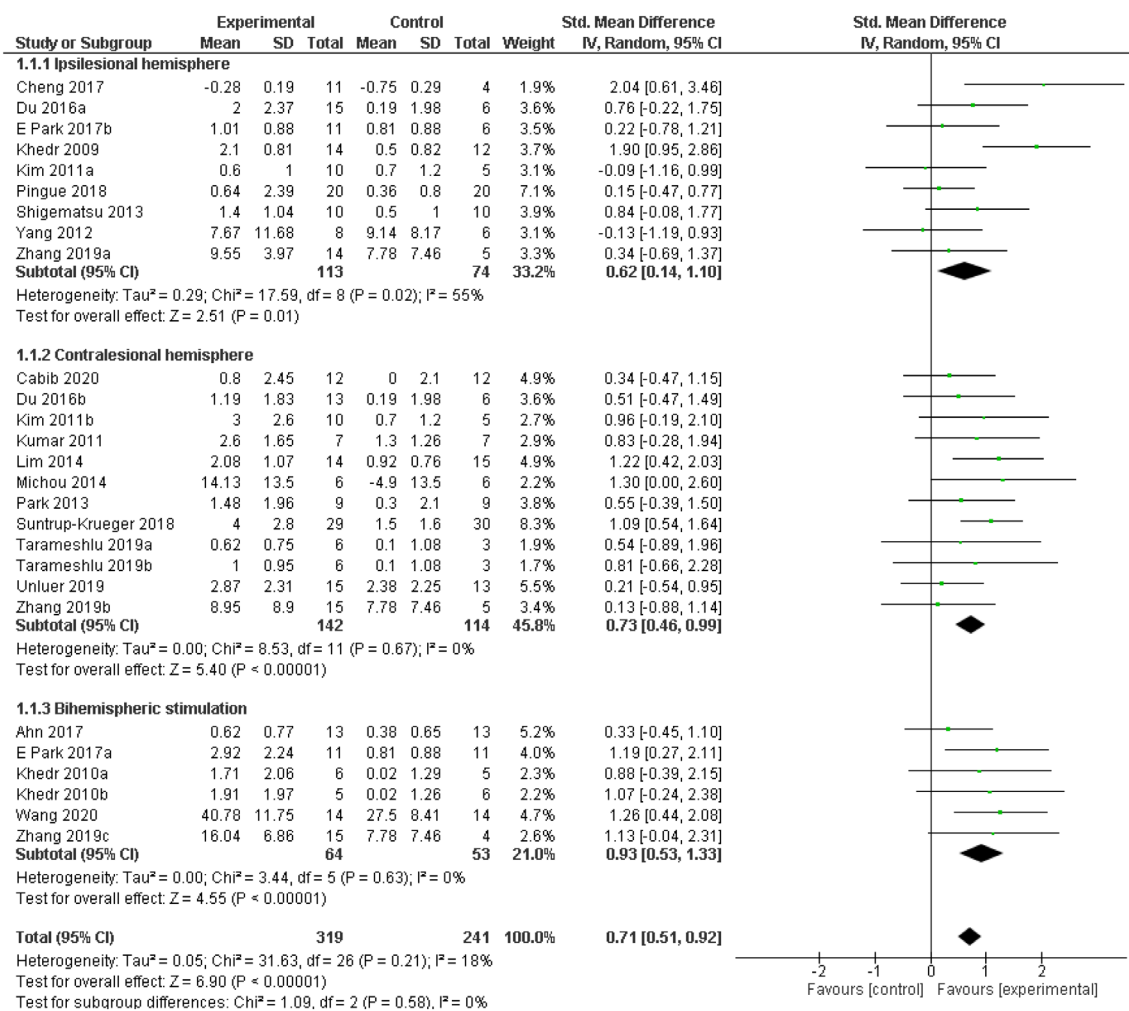 Experimental Control Std. Mean Difference Std. Mean Difference
Study or Subgroup Mean SD Total Mean SD Total Weight IV, Random, 95% CI IV, Random, 95% CI
1.1.1 Ipsilesional hemisphere
Cheng 2017 -0.28 0.19 11 -0.75 0.29 4 1.9% 2.04 [0.61, 3.46]
Du 2016a 2 2.37 15 0.19 1.98 6 3.6% 0.76 [-0.22, 1.75]
E Park 2017b 1.01 0.88 11 0.81 0.88 6 3.5% 0.22 [-0.78, 1.21]
Khedr 2009 2.1 0.81 14 0.5 0.82 12 3.7% 1.90 [0.95, 2.86]
Kim 2011a 0.6 1 10 0.7 1.2 5 3.1% -0.09 [-1.16, 0.99]
Pingue 2018 0.64 2.39 20 0.36 0.8 20 7.1% 0.15 [-0.47, 0.77]
Shigematsu 2013 1.4 1.04 10 0.5 1 10 3.9% 0.84 [-0.08, 1.77]
Yang 2012 7.67 11.68 8 9.14 8.17 6 3.1% -0.13 [-1.19, 0.93]
Zhang 2019a 9.55 3.97 14 7.78 7.46 5 3.3% 0.34 [-0.69, 1.37]
Subtotal (95% CI) 113 74 33.2% 0.62 [0.14, 1.10]
Heterogeneity: Tau² = 0.29; Chi² = 17.59, df = 8 (P = 0.02); I² = 55%
Test for overall effect: Z = 2.51 (P = 0.01)
1.1.2 Contralesional hemisphere
Cabib 2020 0.8 2.45 12 0 2.1 12 4.9% 0.34 [-0.47, 1.15]
Du 2016b 1.19 1.83 13 0.19 1.98 6 3.6% 0.51 [-0.47, 1.49]
Kim 2011b 3 2.6 10 0.7 1.2 5 2.7% 0.96 [-0.19, 2.10]
Kumar 2011 2.6 1.65 7 1.3 1.26 7 2.9% 0.83 [-0.28, 1.94]
Lim 2014 2.08 1.07 14 0.92 0.76 15 4.9% 1.22 [0.42, 2.03]
Michou 2014 14.13 13.5 6 -4.9 13.5 6 2.2% 1.30 [0.00, 2.60]
Park 2013 1.48 1.96 9 0.3 2.1 9 3.8% 0.55 [-0.39, 1.50]
Suntrup-Krueger 2018 4 2.8 29 1.5 1.6 30 8.3% 1.09 [0.54, 1.64]
Tarameshlu 2019a 0.62 0.75 6 0.1 1.08 3 1.9% 0.54 [-0.89, 1.96]
Tarameshlu 2019b 1 0.95 6 0.1 1.08 3 1.8% 0.81 [-0.66, 2.28]
Unluer 2019 2.87 2.31 15 2.38 2.25 13 5.5% 0.21 [-0.54, 0.95]
Zhang 2019b 8.95 8.9 15 7.78 7.46 5 3.4% 0.13 [-0.88, 1.14]
Subtotal (95% CI) 142 114 45.8% 0.73 [0.46, 0.99]
Heterogeneity: Tau² = 0.00; Chi² = 8.53, df = 11 (P = 0.67); I² = 0%
Test for overall effect: Z = 5.40 (P < 0.00001)
1.1.3 Bihemispheric stimulation
Ahn 2017 0.62 0.77 13 0.38 0.65 13 5.2% 0.33 [-0.45, 1.10]
E Park 2017a 2.92 2.24 11 0.81 0.88 11 4.0% 1.19 [0.27, 2.11]
Khedr 2010a 1.71 2.06 6 0.02 1.29 5 2.3% 0.88 [-0.39, 2.15]
Khedr 2010b 1.91 1.97 5 0.02 1.26 6 2.2% 1.07 [-0.24, 2.38]
Wang 2020 40.78 11.75 14 27.5 8.41 14 4.7% 1.26 [0.44, 2.08]
Zhang 2019c 16.04 6.86 15 7.78 7.46 4 2.6% 1.13 [-0.04, 2.31]
Subtotal (95% CI) 64 53 21.0% 0.93 [0.53, 1.33]
Heterogeneity: Tau² = 0.00; Chi² = 3.44, df = 5 (P = 0.63); I² = 0%
Test for overall effect: Z = 4.55 (P < 0.00001)
Total (95% CI) 319 241 100.0% 0.71 [0.51, 0.92]
Heterogeneity: Tau² = 0.05; Chi² = 31.63, df = 26 (P = 0.21); I² = 18%
Test for overall effect: Z = 6.90 (P < 0.00001)
Test for subgroup differences: Chi² = 1.09, df = 2 (P = 0.58), I² = 0%
-2 -1 0 1 2
Favours [control] Favours [experimental]